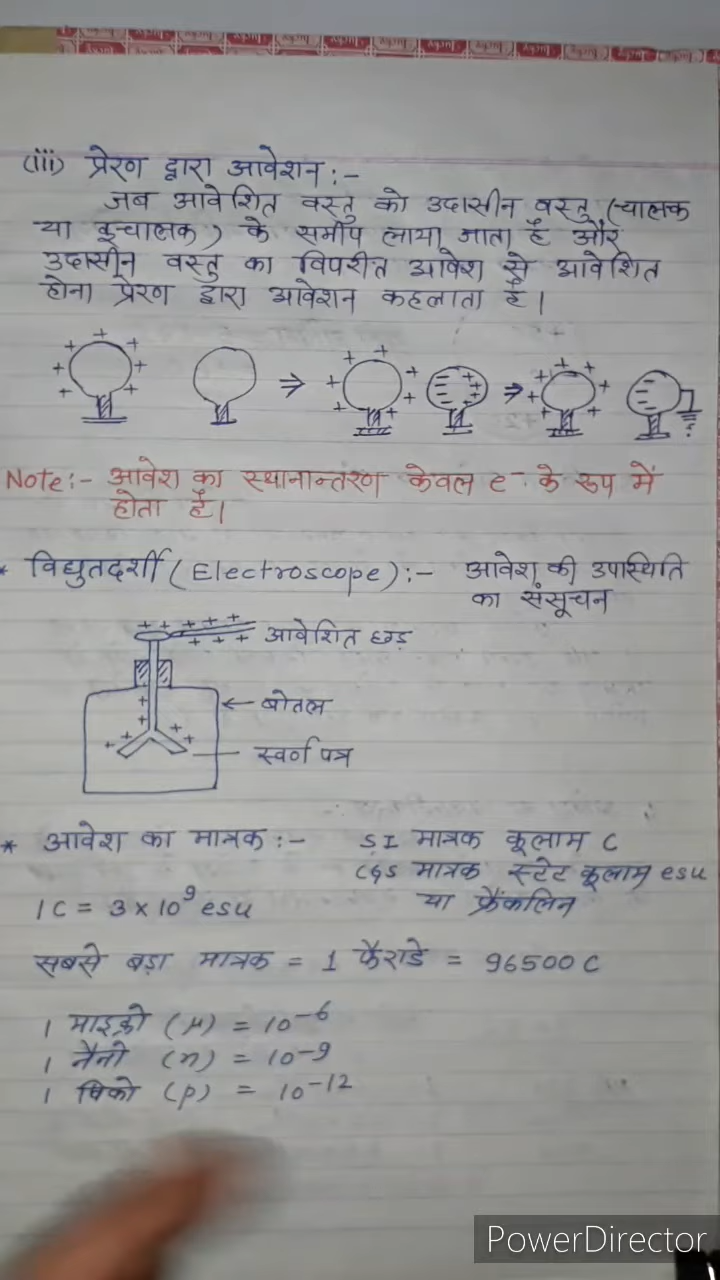 (iii) प्रेरण द्वारा आवेशन :-
जब आवेशित वस्तु को उदासीन वस्तु (चालक
या कुचालक) के समीप लाया जाता है और
उदासीन वस्तु का विपरीत आवेश से आवेशित
होना प्रेरण द्वारा आवेशन कहलाता है।
Note:- आवेश का स्थानान्तरण केवल e⁻ के रूप में
होता है।
* विद्युतदर्शी (Electroscope):- आवेश की उपस्थिति
का संसूचन
आवेशित छड़
बोतल
स्वर्ण पत्र
* आवेश का मात्रक :- SI मात्रक कूलाम C
CGS मात्रक स्टेट कूलाम esu
1C = 3 × 10⁹ esu या फ्रैंकलिन
सबसे बड़ा मात्रक = 1 फैराडे = 96500 C
1 माइक्रो (μ) = 10⁻⁶
1 नैनो (n) = 10⁻⁹
1 पिको (p) = 10⁻¹²
PowerDirector